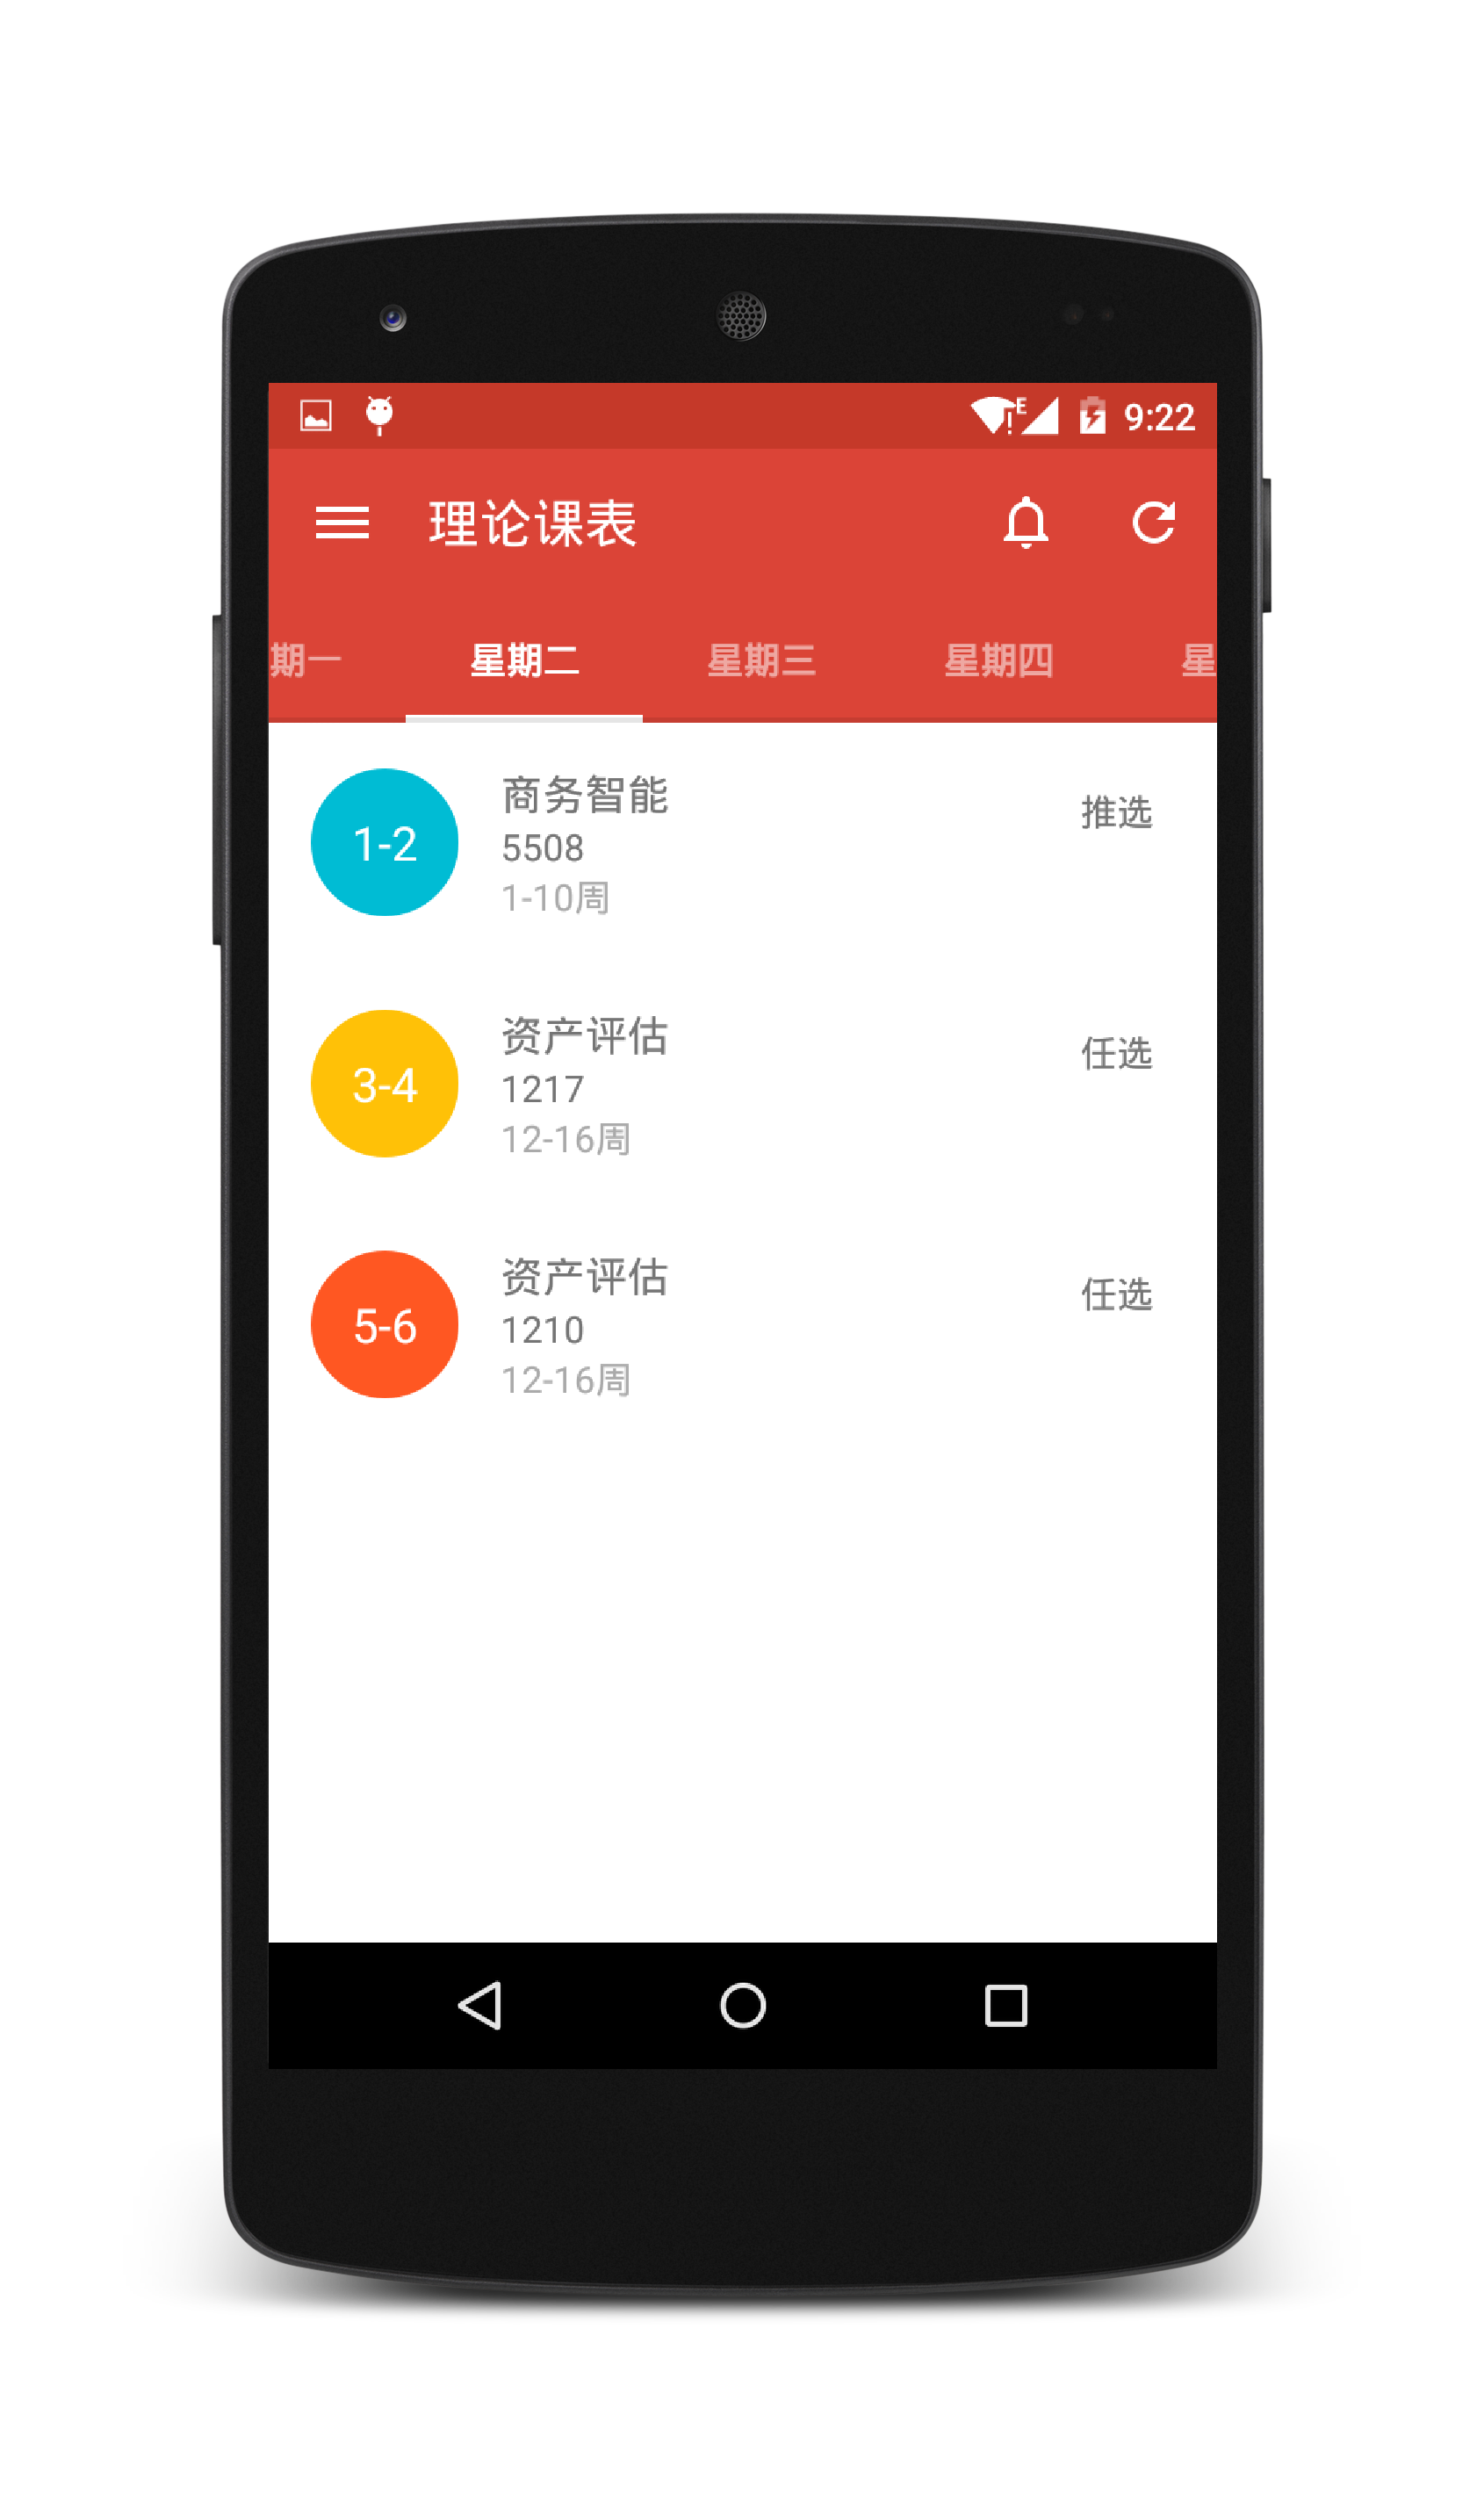 E 9:22
理论课表
期一 星期二 星期三 星期四 星
1-2
商务智能
推选
5508
1-10周
3-4
资产评估
任选
1217
12-16周
5-6
资产评估
任选
1210
12-16周